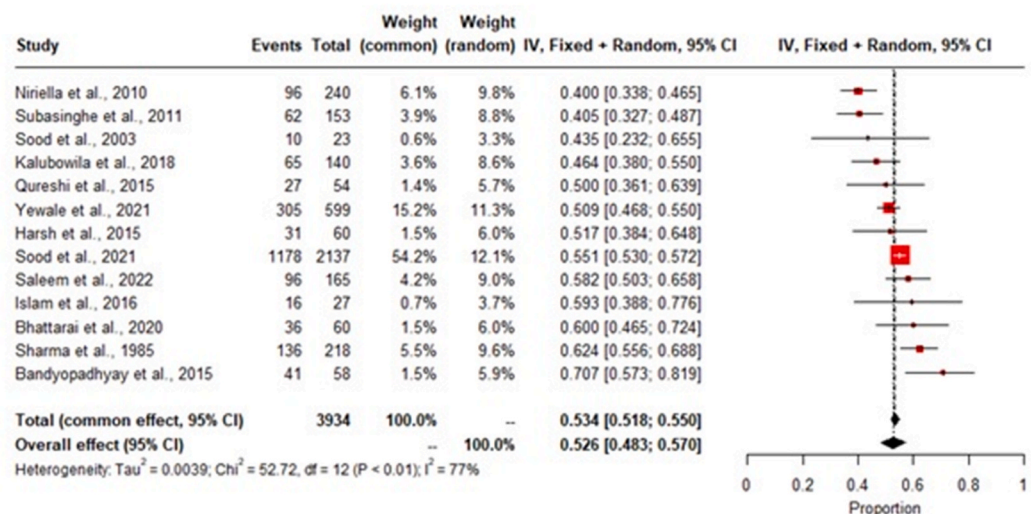 Weight Weight
Study Events Total (common) (random) IV, Fixed + Random, 95% CI IV, Fixed + Random, 95% CI
Niriella et al., 2010 96 240 6.1% 9.8% 0.400 [0.338; 0.465]
Subasinghe et al., 2011 62 153 3.9% 8.8% 0.405 [0.327; 0.487]
Sood et al., 2003 10 23 0.6% 3.3% 0.435 [0.232; 0.655]
Kalubowila et al., 2018 65 140 3.6% 8.6% 0.464 [0.380; 0.550]
Qureshi et al., 2015 27 54 1.4% 5.7% 0.500 [0.361; 0.639]
Yewale et al., 2021 305 599 15.2% 11.3% 0.509 [0.468; 0.550]
Harsh et al., 2015 31 60 1.5% 6.0% 0.517 [0.384; 0.648]
Sood et al., 2021 1178 2137 54.2% 12.1% 0.551 [0.530; 0.572]
Saleem et al., 2022 96 165 4.2% 9.0% 0.582 [0.503; 0.658]
Islam et al., 2016 16 27 0.7% 3.7% 0.593 [0.388; 0.776]
Bhattarai et al., 2020 36 60 1.5% 6.0% 0.600 [0.465; 0.724]
Sharma et al., 1985 136 218 5.5% 9.6% 0.624 [0.556; 0.688]
Bandyopadhyay et al., 2015 41 58 1.5% 5.9% 0.707 [0.573; 0.819]
Total (common effect, 95% CI) 3934 100.0% -- 0.534 [0.518; 0.550]
Overall effect (95% CI) -- 100.0% 0.526 [0.483; 0.570]
Heterogeneity: Tau² = 0.0039; Chi² = 52.72, df = 12 (P < 0.01); I² = 77%
0 0.2 0.4 0.6 0.8 1
Proportion